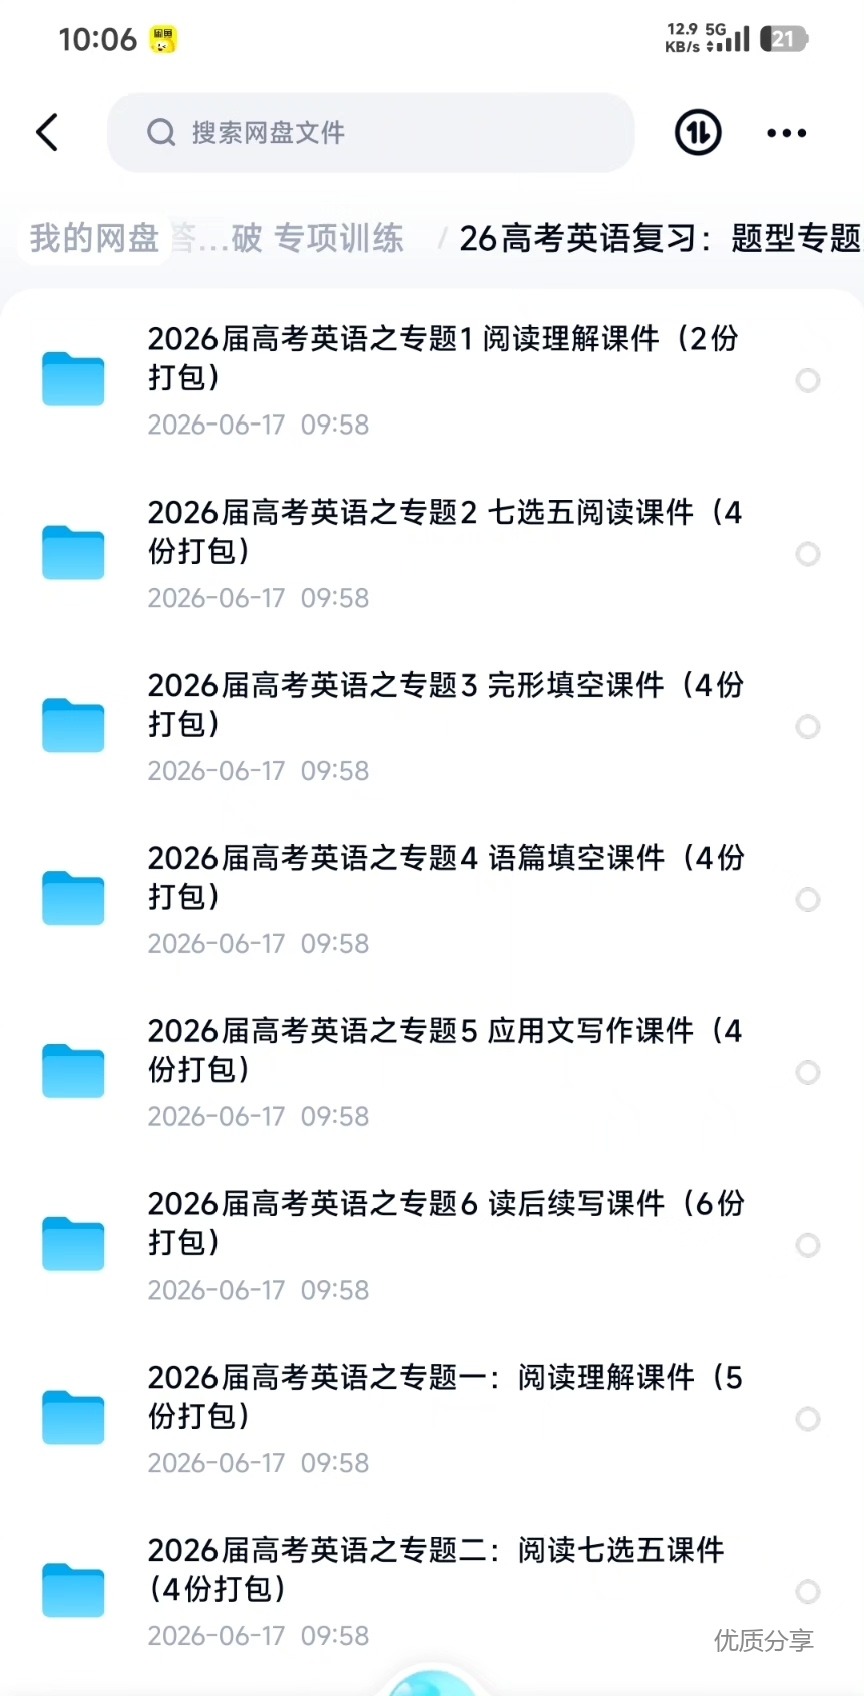 10:06
12.9 5G
KB/s
21
搜索网盘文件
我的网盘 答...破 专项训练 / 26高考英语复习：题型专题
2026届高考英语之专题1 阅读理解课件（2份
打包）
2026-06-17 09:58
2026届高考英语之专题2 七选五阅读课件（4
份打包）
2026-06-17 09:58
2026届高考英语之专题3 完形填空课件（4份
打包）
2026-06-17 09:58
2026届高考英语之专题4 语篇填空课件（4份
打包）
2026-06-17 09:58
2026届高考英语之专题5 应用文写作课件（4
份打包）
2026-06-17 09:58
2026届高考英语之专题6 读后续写课件（6份
打包）
2026-06-17 09:58
2026届高考英语之专题一：阅读理解课件（5
份打包）
2026-06-17 09:58
2026届高考英语之专题二：阅读七选五课件
（4份打包）
2026-06-17 09:58
优质分享